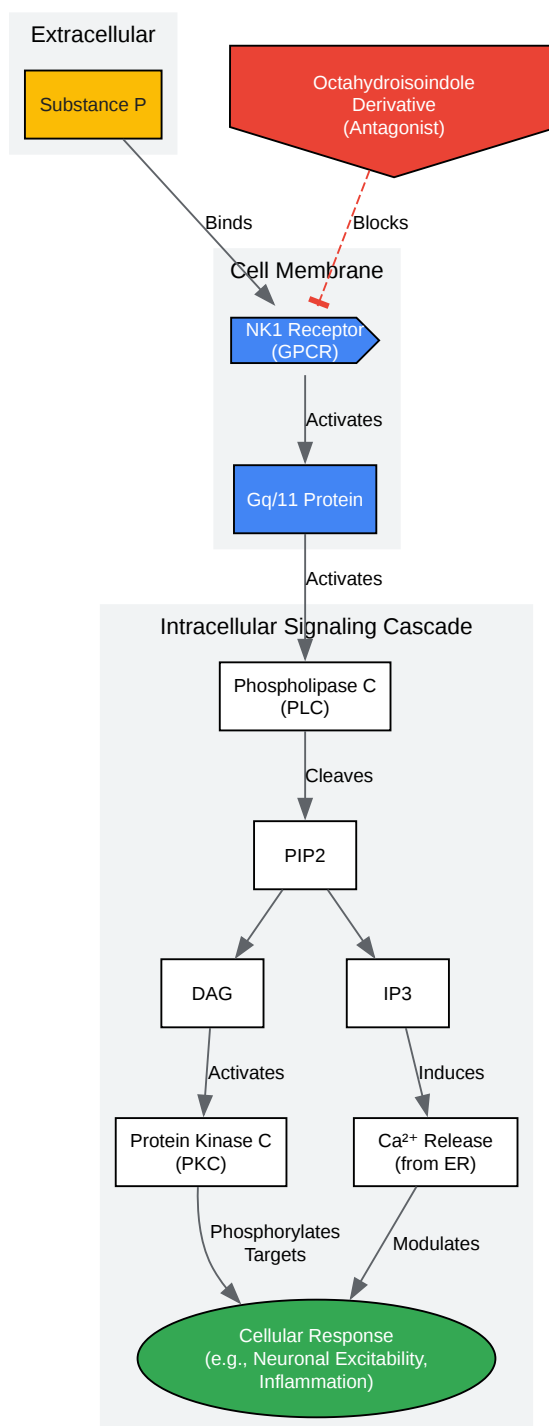 Extracellular
Substance P
Octahydroisoindole
Derivative
(Antagonist)
Binds
Blocks
Cell Membrane
NK1 Receptor
(GPCR)
Activates
Gq/11 Protein
Activates
Intracellular Signaling Cascade
Phospholipase C
(PLC)
Cleaves
PIP2
DAG
IP3
Activates
Induces
Protein Kinase C
(PKC)
Ca²⁺ Release
(from ER)
Phosphorylates
Targets
Modulates
Cellular Response
(e.g., Neuronal Excitability,
Inflammation)